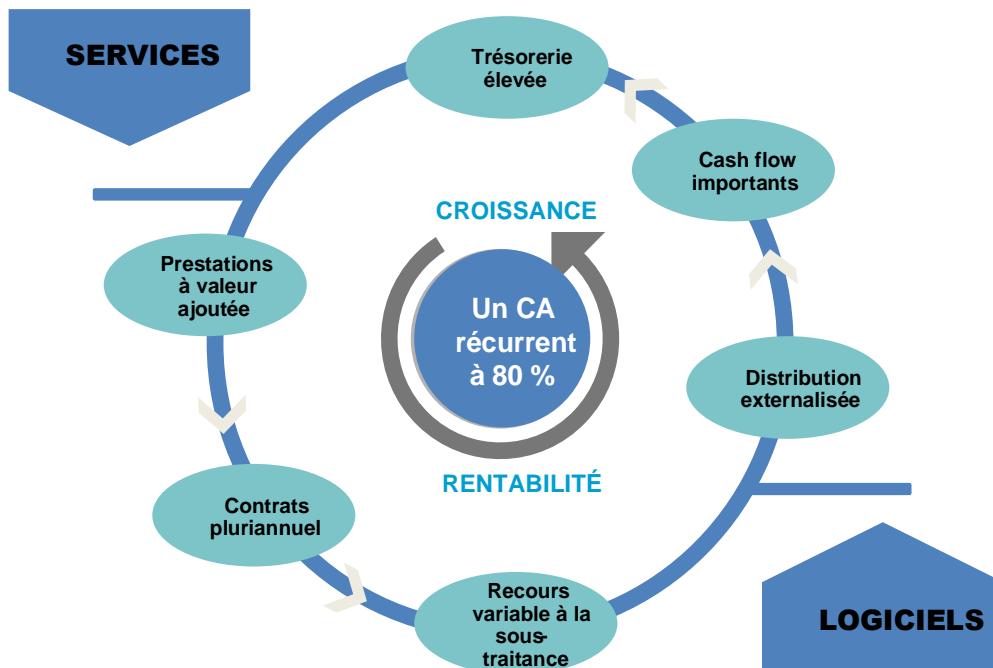 SERVICES
Trésorerie
élevée
Cash flow
importants
CROISSANCE
Prestations
à valeur
ajoutée
Un CA
récurrent
à 80 %
Distribution
externalisée
RENTABILITÉ
Contrats
pluriannuel
Recours
variable à la
sous-
traitance
LOGICIELS